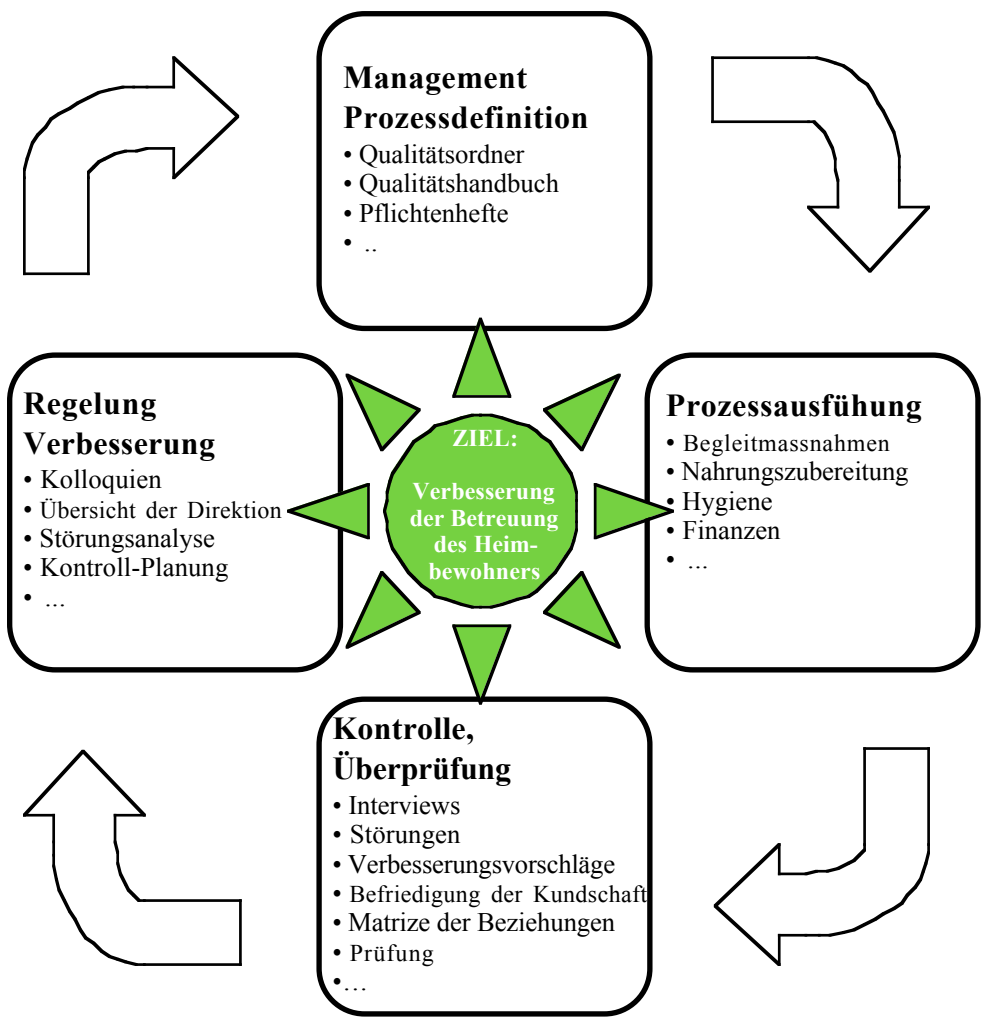 Management
Prozessdefinition
• Qualitätsordner
• Qualitätshandbuch
• Pflichtenhefte
• ..
Regelung
Verbesserung
• Kolloquien
• Übersicht der Direktion
• Störungsanalyse
• Kontroll-Planung
• ...
ZIEL:
Verbesserung
der Betreuung
des Heim-
bewohners
Prozessausfühung
• Begleitmassnahmen
• Nahrungszubereitung
• Hygiene
• Finanzen
• ...
Kontrolle,
Überprüfung
• Interviews
• Störungen
• Verbesserungsvorschläge
• Befriedigung der Kundschaft
• Matrize der Beziehungen
• Prüfung
•...